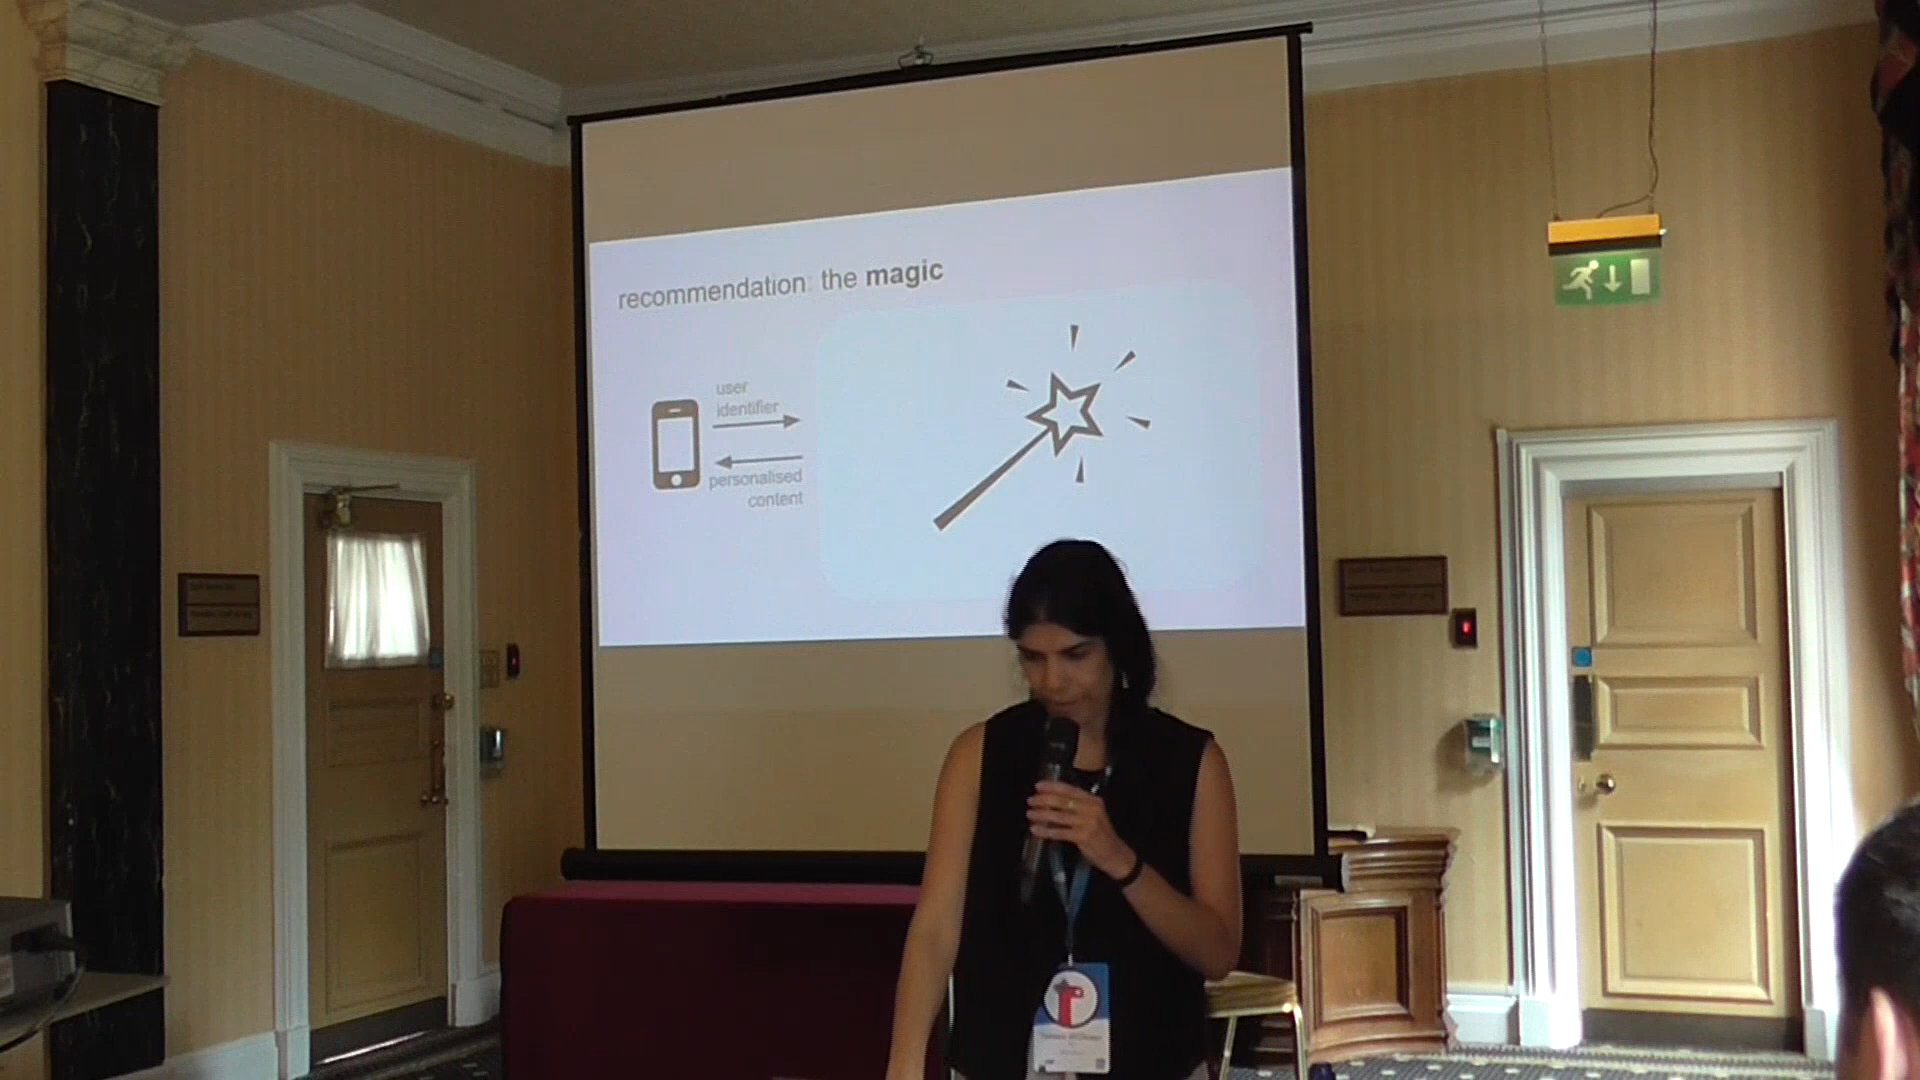 recommendation: the magic
user
identifier
personalised
content